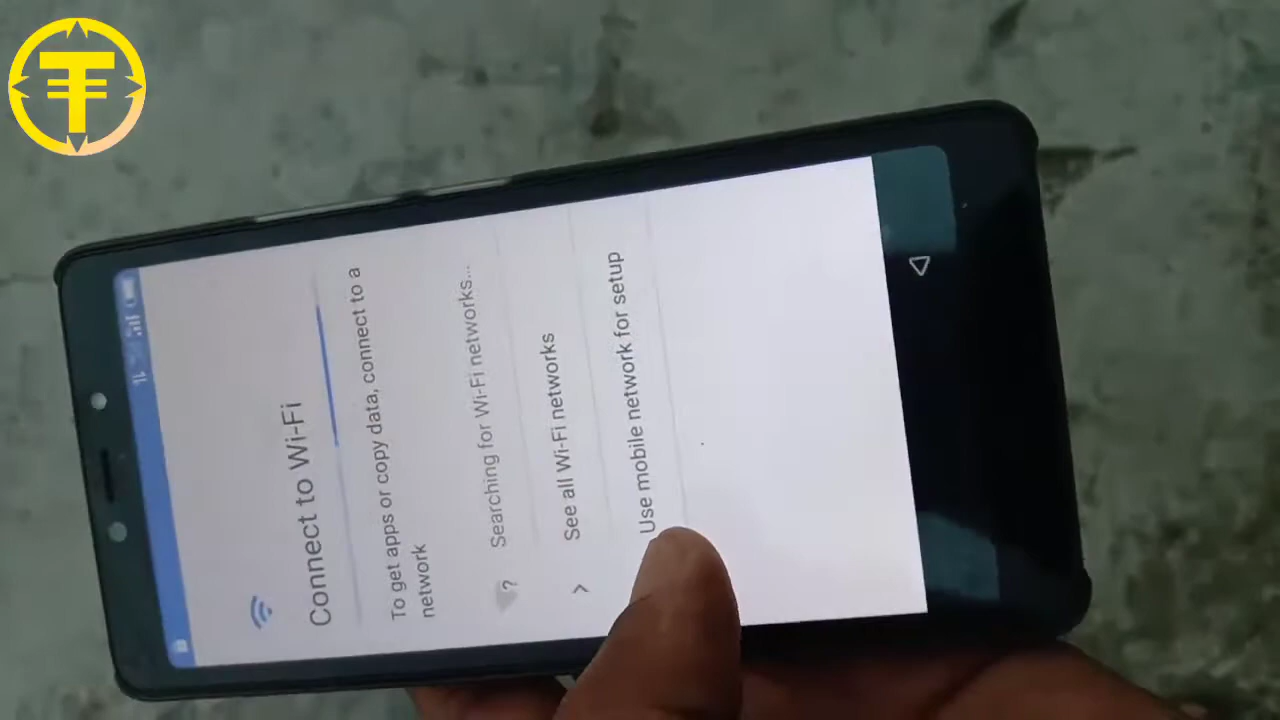 Connect to Wi-Fi
To get apps or copy data, connect to a
network
Searching for Wi-Fi networks...
See all Wi-Fi networks
Use mobile network for setup